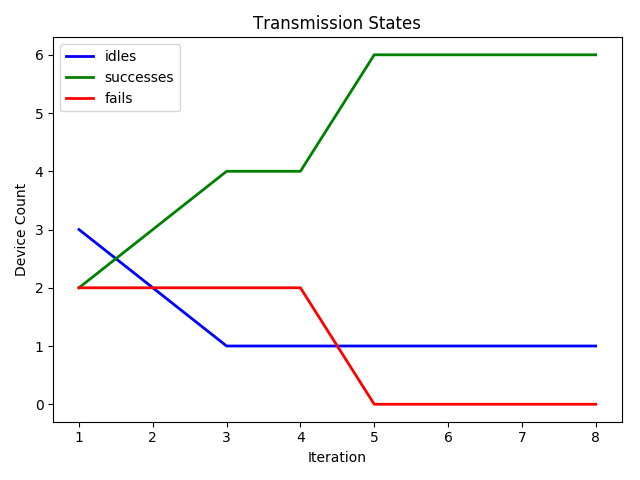 Transmission States
idles
successes
fails
Device Count
6
5
4
3
2
1
0
1 2 3 4 5 6 7 8
Iteration